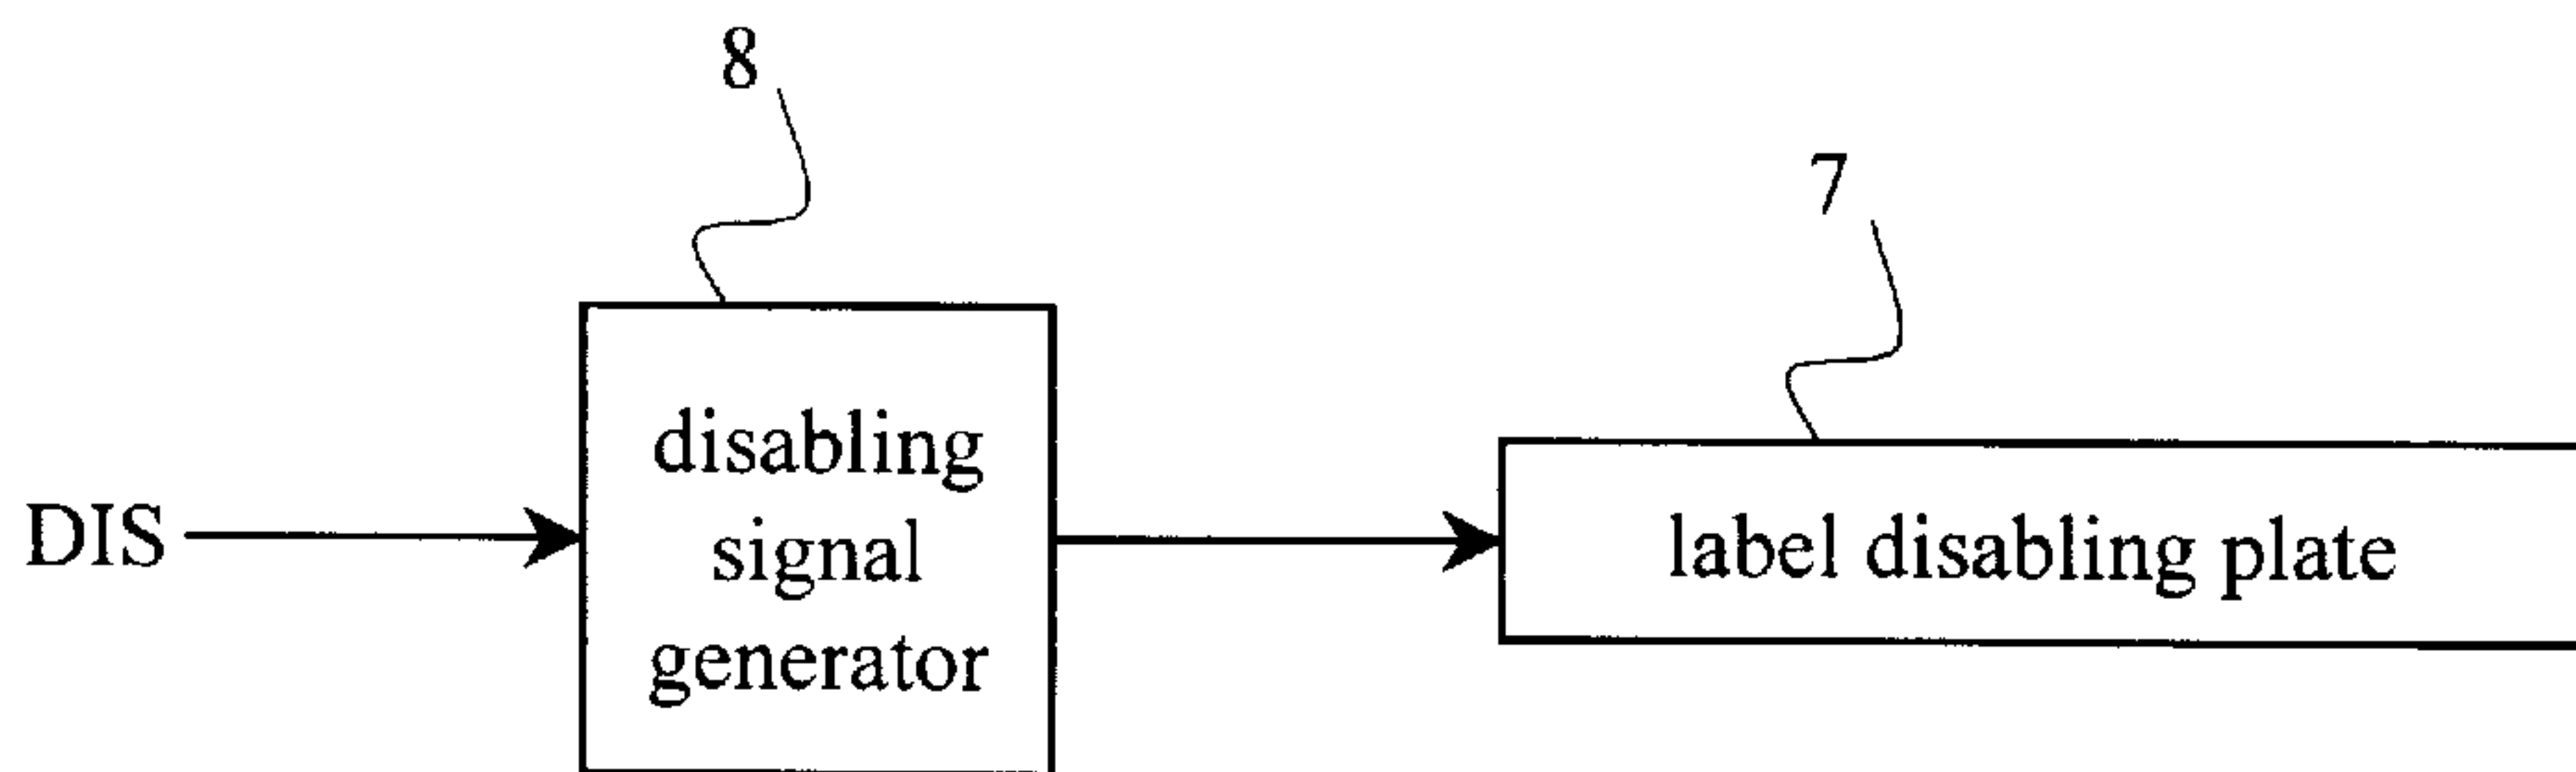 8
7
DIS
disabling
signal
generator
label disabling plate